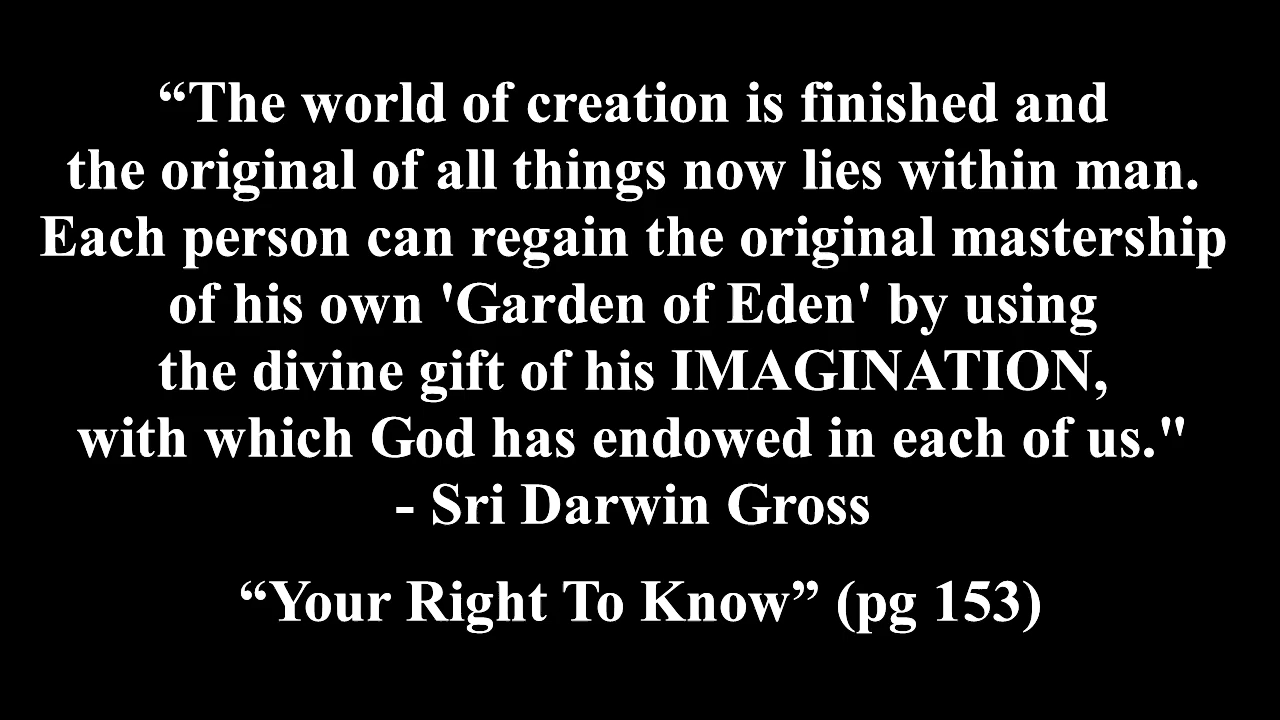 “The world of creation is finished and
the original of all things now lies within man.
Each person can regain the original mastership
of his own 'Garden of Eden' by using
the divine gift of his IMAGINATION,
with which God has endowed in each of us."
- Sri Darwin Gross
“Your Right To Know” (pg 153)